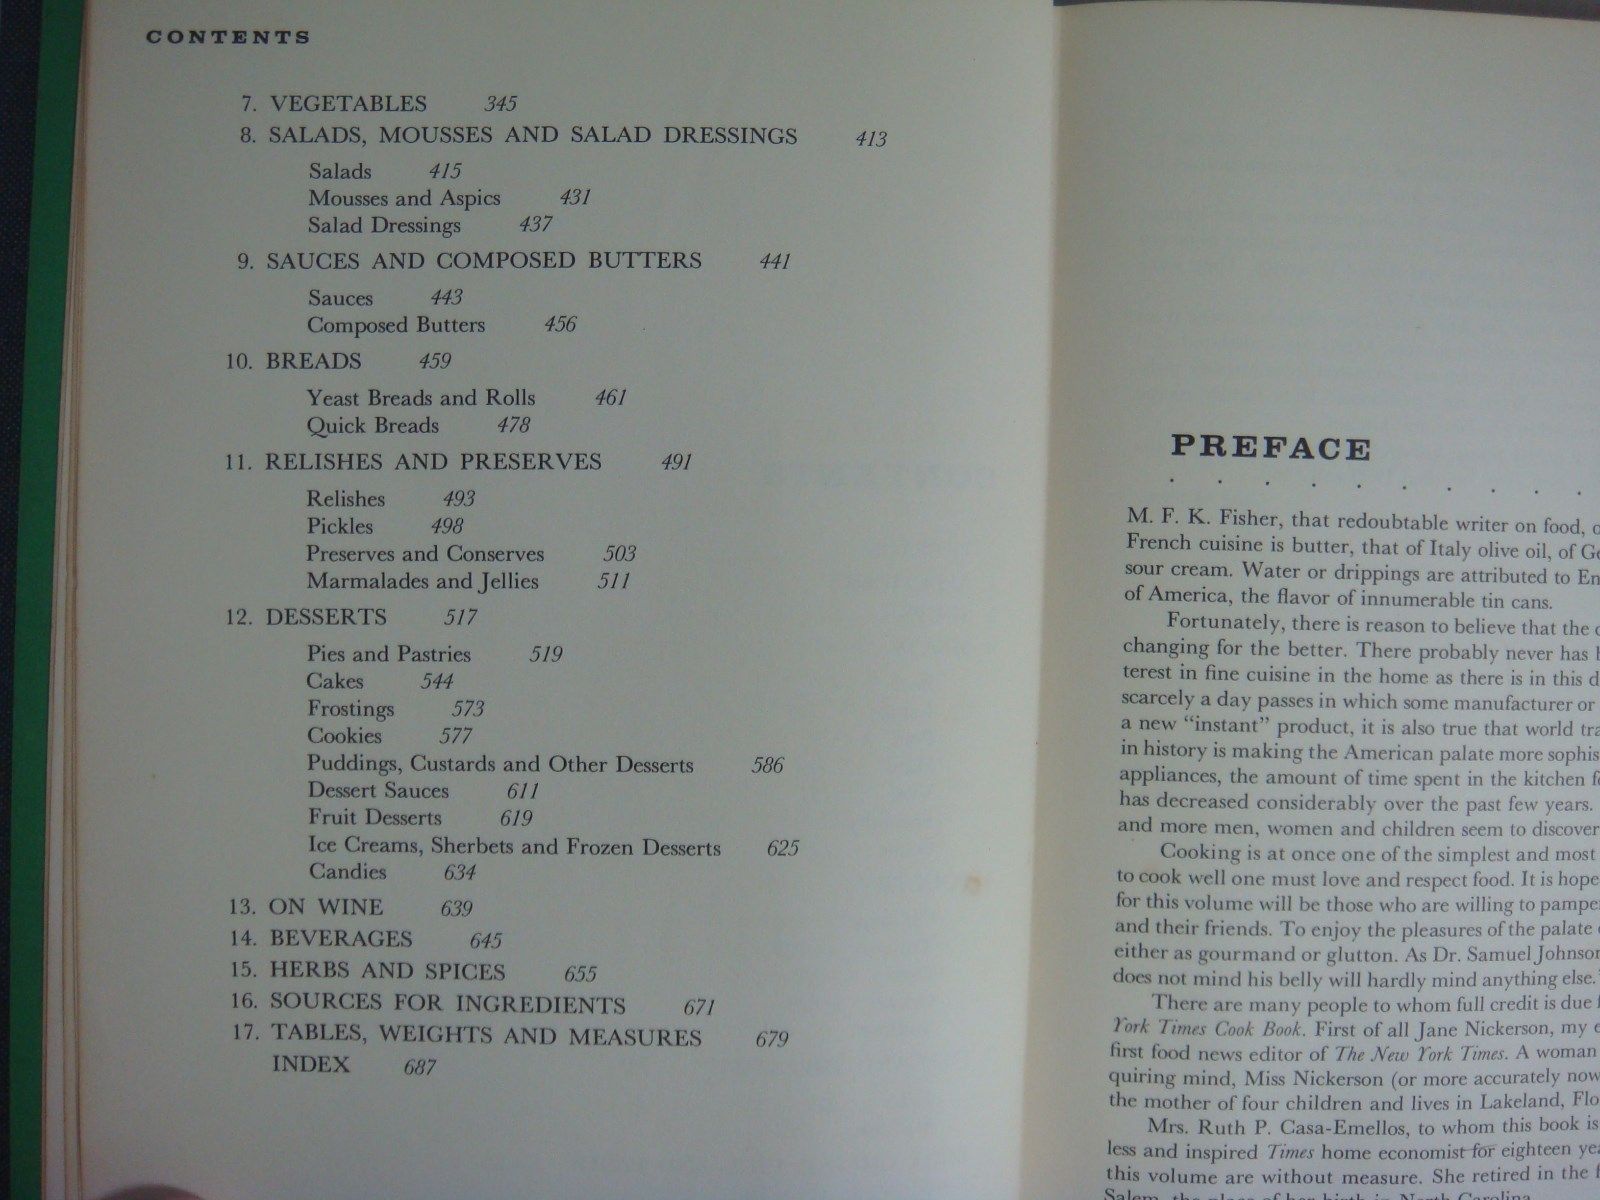 CONTENTS
7. VEGETABLES 345
8. SALADS, MOUSSES AND SALAD DRESSINGS 413
Salads 415
Mousses and Aspics 431
Salad Dressings 437
9. SAUCES AND COMPOSED BUTTERS 441
Sauces 443
Composed Butters 456
10. BREADS 459
Yeast Breads and Rolls 461
Quick Breads 478
11. RELISHES AND PRESERVES 491
Relishes 493
Pickles 498
Preserves and Conserves 503
Marmalades and Jellies 511
12. DESSERTS 517
Pies and Pastries 519
Cakes 544
Frostings 573
Cookies 577
Puddings, Custards and Other Desserts 586
Dessert Sauces 611
Fruit Desserts 619
Ice Creams, Sherbets and Frozen Desserts 625
Candies 634
13. ON WINE 639
14. BEVERAGES 645
15. HERBS AND SPICES 655
16. SOURCES FOR INGREDIENTS 671
17. TABLES, WEIGHTS AND MEASURES 679
INDEX 687
PREFACE
M. F. K. Fisher, that redoubtable writer on food,
French cuisine is butter, that of Italy olive oil, of
sour cream. Water or drippings are attributed to
of America, the flavor of innumerable tin cans.
Fortunately, there is reason to believe that the
changing for the better. There probably never has
terest in fine cuisine in the home as there is in this
scarcely a day passes in which some manufacturer or
a new "instant" product, it is also true that world
in history is making the American palate more
appliances, the amount of time spent in the kitchen
has decreased considerably over the past few years.
and more men, women and children seem to discover
Cooking is at once one of the simplest and most
to cook well one must love and respect food. It is
for this volume will be those who are willing to
and their friends. To enjoy the pleasures of the palate
either as gourmand or glutton. As Dr. Samuel Johnson
does not mind his belly will hardly mind anything else.
There are many people to whom full credit is due
York Times Cook Book. First of all Jane Nickerson, my
first food news editor of The New York Times. A woman
quiring mind, Miss Nickerson (or more accurately now
the mother of four children and lives in Lakeland,
Mrs. Ruth P. Casa-Emellos, to whom this book is
less and inspired Times home economist for eighteen
this volume are without measure. She retired in the
Salem, the place of her birth in North Carolina